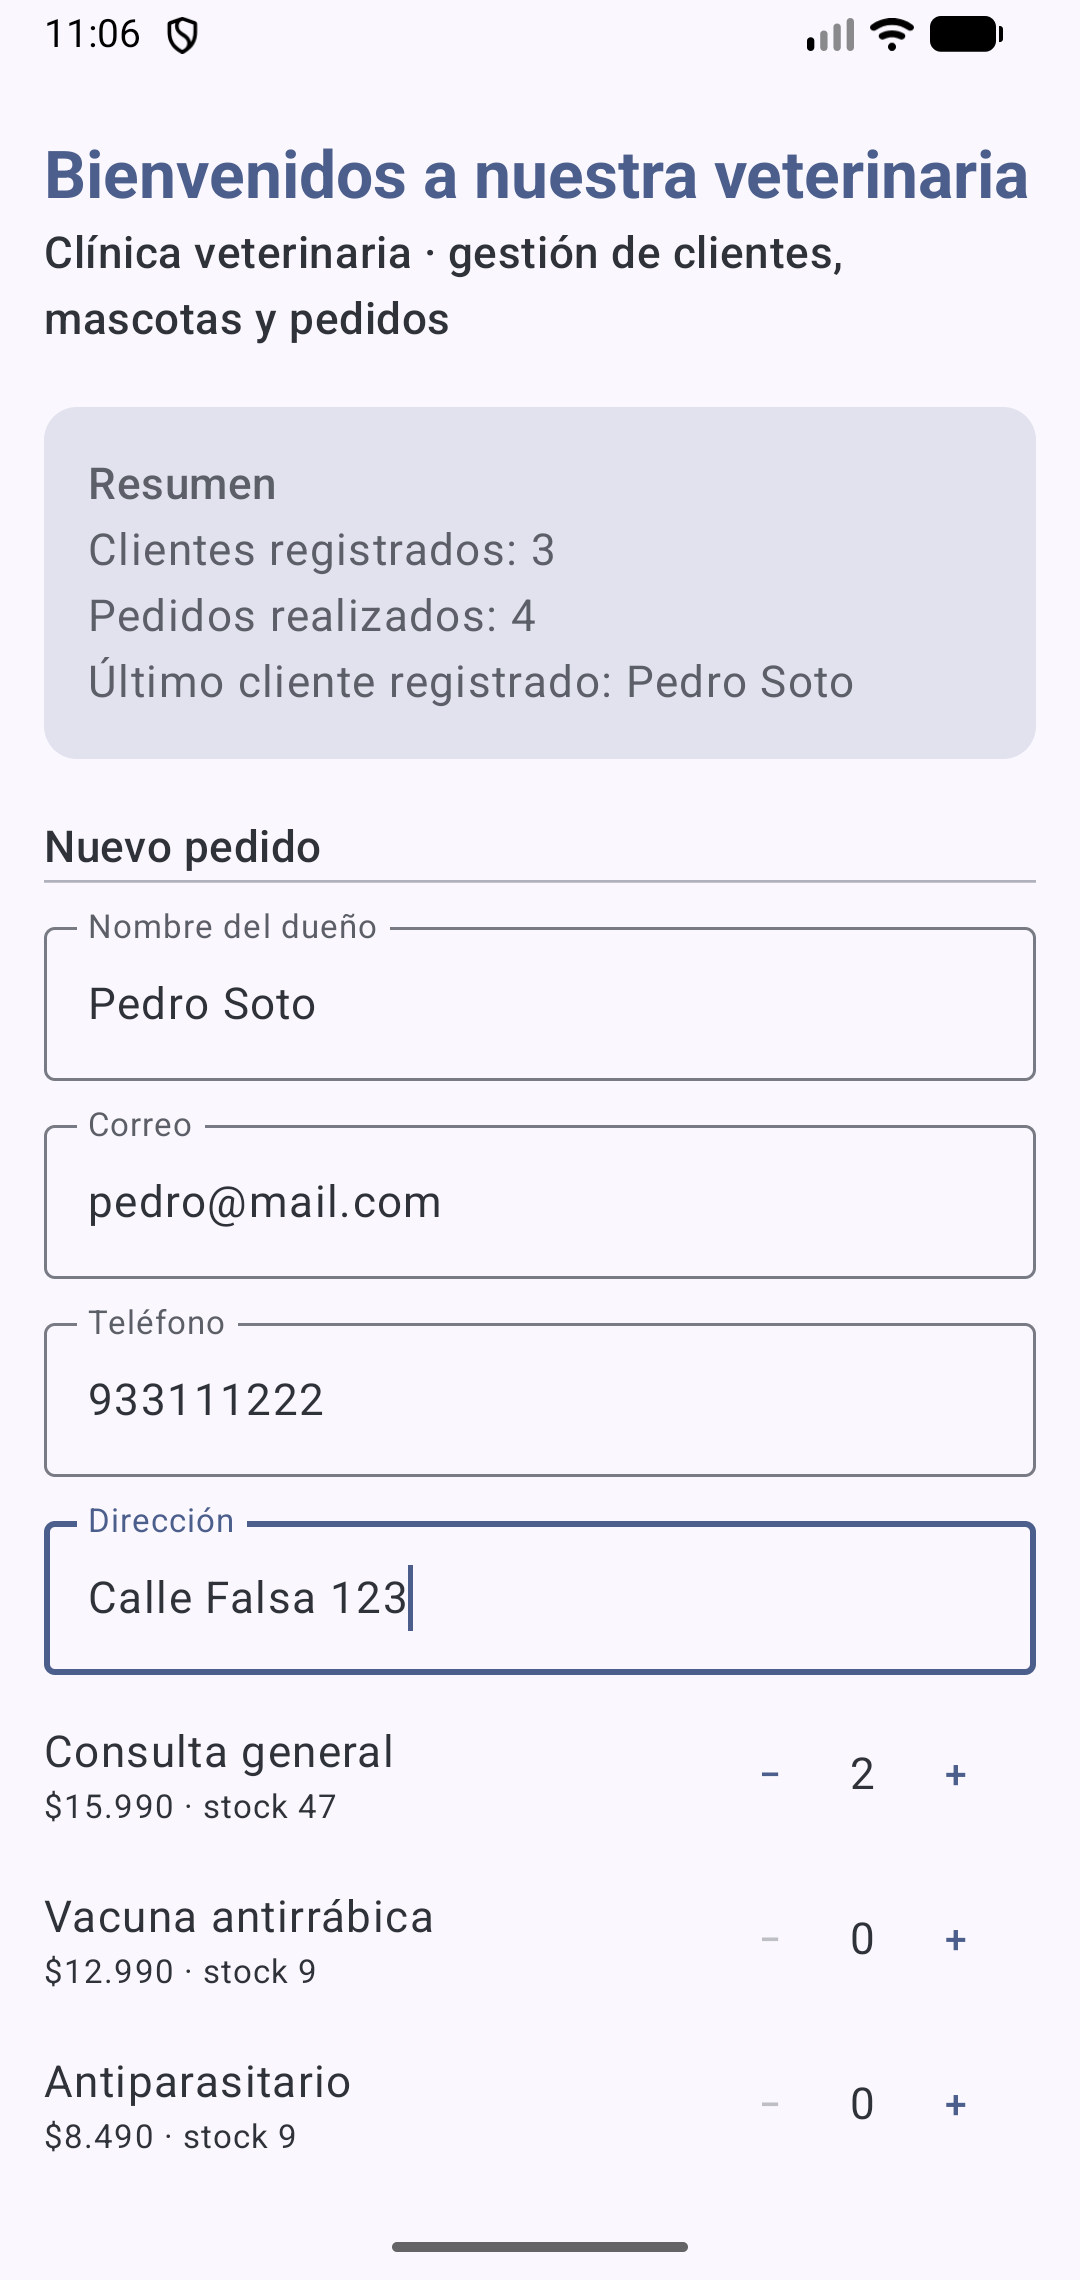 11:06
Bienvenidos a nuestra veterinaria
Clínica veterinaria · gestión de clientes,
mascotas y pedidos
Resumen
Clientes registrados: 3
Pedidos realizados: 4
Último cliente registrado: Pedro Soto
Nuevo pedido
Nombre del dueño
Pedro Soto
Correo
pedro@mail.com
Teléfono
933111222
Dirección
Calle Falsa 123
Consulta general
$15.990 · stock 47
− 2 +
Vacuna antirrábica
$12.990 · stock 9
− 0 +
Antiparasitario
$8.490 · stock 9
− 0 +